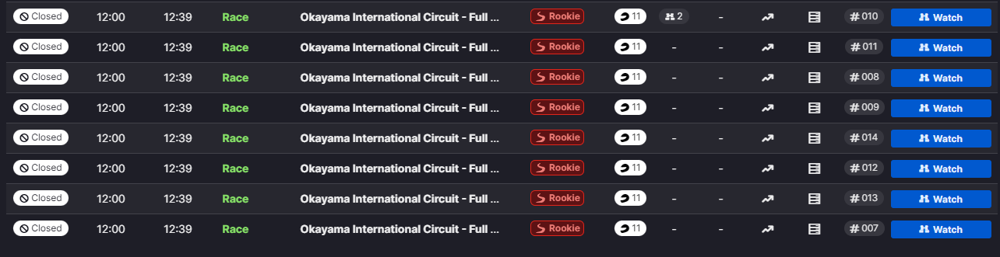 Closed 12:00 12:39 Race Okayama International Circuit - Full ... Rookie 11 2 - #010 Watch
Closed 12:00 12:39 Race Okayama International Circuit - Full ... Rookie 11 - - #011 Watch
Closed 12:00 12:39 Race Okayama International Circuit - Full ... Rookie 11 - - #008 Watch
Closed 12:00 12:39 Race Okayama International Circuit - Full ... Rookie 11 - - #009 Watch
Closed 12:00 12:39 Race Okayama International Circuit - Full ... Rookie 11 - - #014 Watch
Closed 12:00 12:39 Race Okayama International Circuit - Full ... Rookie 11 - - #012 Watch
Closed 12:00 12:39 Race Okayama International Circuit - Full ... Rookie 11 - - #013 Watch
Closed 12:00 12:39 Race Okayama International Circuit - Full ... Rookie 11 - - #007 Watch